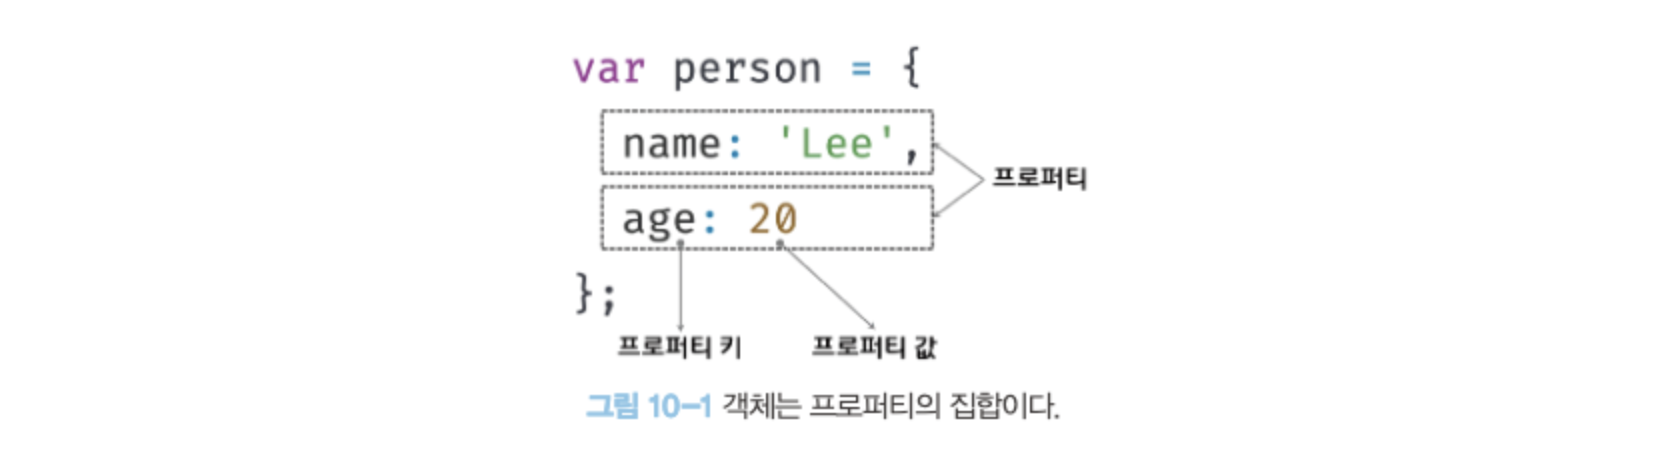 var person = {
name: 'Lee',
프로퍼티
age: 20
};
프로퍼티 키 프로퍼티 값
그림 10-1 객체는 프로퍼티의 집합이다.